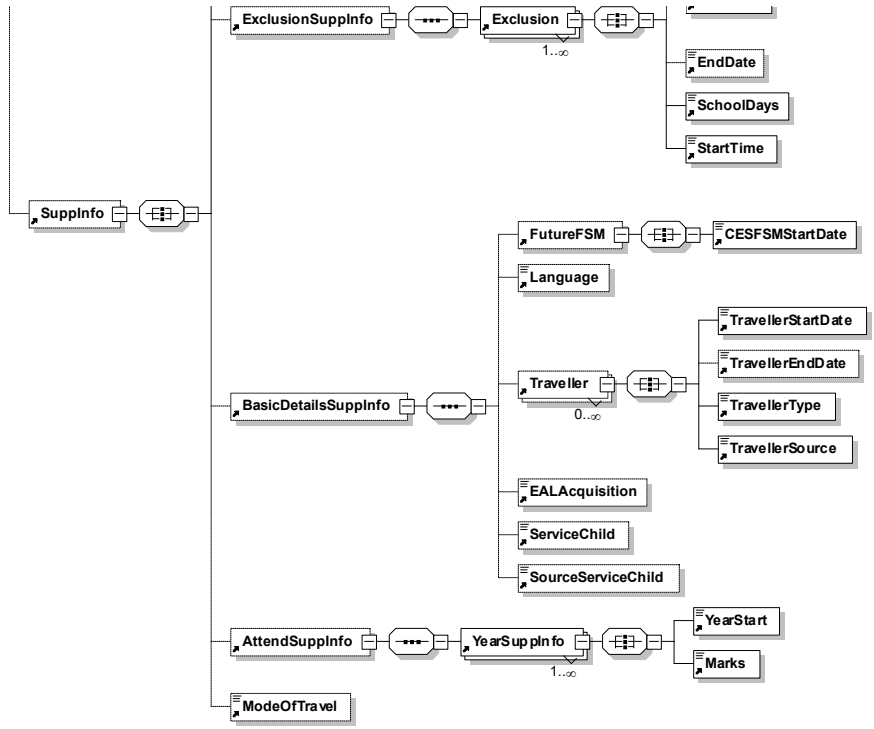 ExclusionSuppInfo
Exclusion
1..∞
EndDate
SchoolDays
StartTime
SuppInfo
FutureFSM
CESFSMStartDate
Language
TravellerStartDate
TravellerEndDate
Traveller
0..∞
BasicDetailsSuppInfo
TravellerType
TravellerSource
EALAcquisition
ServiceChild
SourceServiceChild
YearStart
AttendSuppInfo
YearSuppInfo
1..∞
Marks
ModeOfTravel